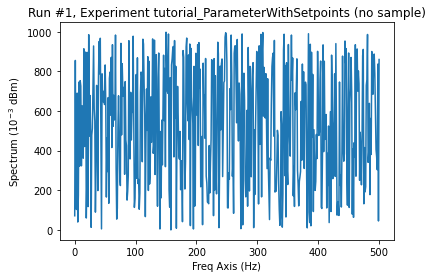 Run #1, Experiment tutorial_ParameterWithSetpoints (no sample)
1000
800
600
400
200
0
Spectrum (10⁻³ dBm)
0 100 200 300 400 500
Freq Axis (Hz)